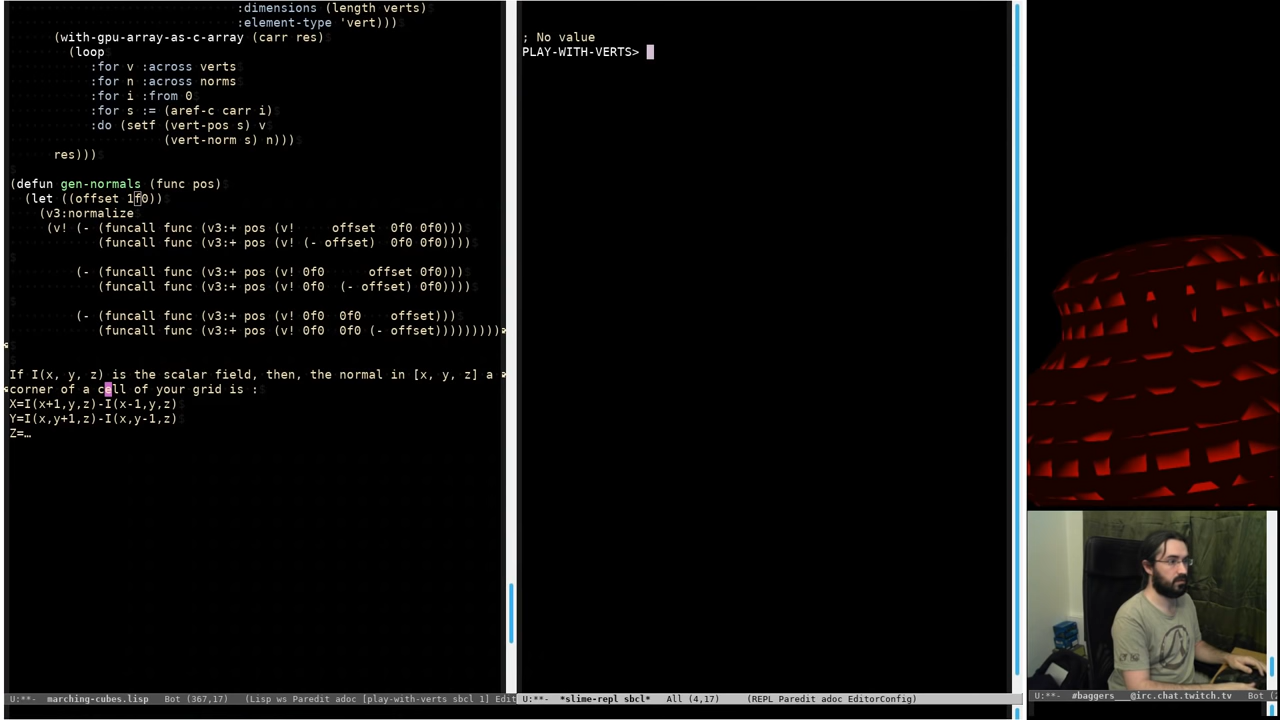 :dimensions (length verts)
:element-type 'vert)))
(with-gpu-array-as-c-array (carr res)
(loop
:for v :across verts
:for n :across norms
:for i :from 0
:for s := (aref-c carr i)
:do (setf (vert-pos s) v
(vert-norm s) n)))
res)))
(defun gen-normals (func pos)
(let ((offset 1f0))
(v3:normalize
(v! (- (funcall func (v3:+ pos (v! offset 0f0 0f0)))
(funcall func (v3:+ pos (v! (- offset) 0f0 0f0))))
(- (funcall func (v3:+ pos (v! 0f0 offset 0f0)))
(funcall func (v3:+ pos (v! 0f0 (- offset) 0f0))))
(- (funcall func (v3:+ pos (v! 0f0 0f0 offset)))
(funcall func (v3:+ pos (v! 0f0 0f0 (- offset)))))))))
If I(x, y, z) is the scalar field, then, the normal in [x, y, z] a
corner of a cell of your grid is :
X=I(x+1,y,z)-I(x-1,y,z)
Y=I(x,y+1,z)-I(x,y-1,z)
Z=…
U:**- marching-cubes.lisp Bot (367,17) (Lisp ws Paredit adoc [play-with-verts sbcl 1] Edit
; No value
PLAY-WITH-VERTS>
U:**- *slime-repl sbcl* All (4,17) (REPL Paredit adoc EditorConfig)
U:**- #baggers___@irc.chat.twitch.tv Bot